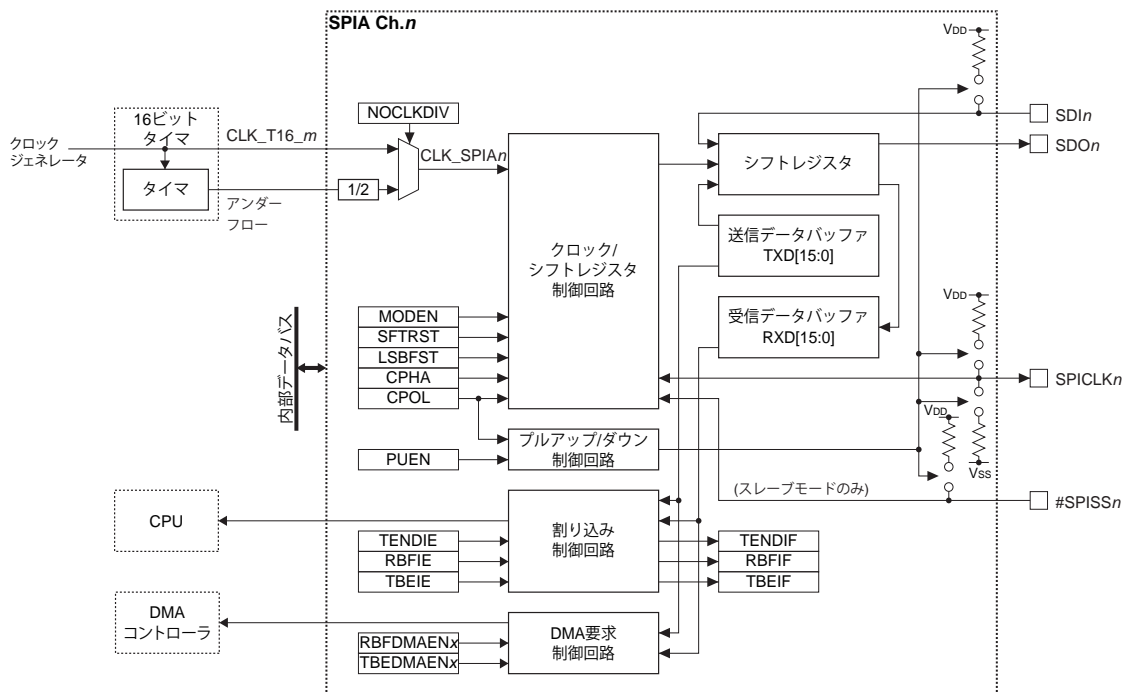 SPIA Ch.n
VDD
16ビット
タイマ
クロック
ジェネレータ
CLK_T16_m
タイマ
アンダー
フロー
1/2
NOCLKDIV
CLK_SPIAn
クロック/
シフトレジスタ
制御回路
シフトレジスタ
送信データバッファ
TXD[15:0]
受信データバッファ
RXD[15:0]
SDIn
SDOn
VDD
SPICLKn
VDD
VSS
#SPISSn
(スレーブモードのみ)
内部データバス
MODEN
SFTRST
LSBFST
CPHA
CPOL
PUEN
プルアップ/ダウン
制御回路
CPU
割り込み
制御回路
TENDIE
RBFIE
TBEIE
TENDIF
RBFIF
TBEIF
DMA
コントローラ
DMA要求
制御回路
RBFDMAENx
TBEDMAENx